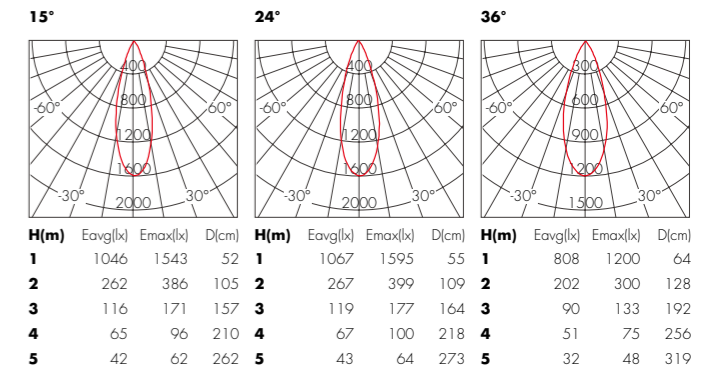 15° 24° 36°
400 400 300
-60° 800 60° -60° 800 60° -60° 600 60°
1200 1200 900
1600 1600 1200
-30° 30° -30° 30° -30° 30°
2000 2000 1500
H(m) Eavg(lx) Emax(lx) D(cm) H(m) Eavg(lx) Emax(lx) D(cm) H(m) Eavg(lx) Emax(lx) D(cm)
1 1046 1543 52 1 1067 1595 55 1 808 1200 64
2 262 386 105 2 267 399 109 2 202 300 128
3 116 171 157 3 119 177 164 3 90 133 192
4 65 96 210 4 67 100 218 4 51 75 256
5 42 62 262 5 43 64 273 5 32 48 319